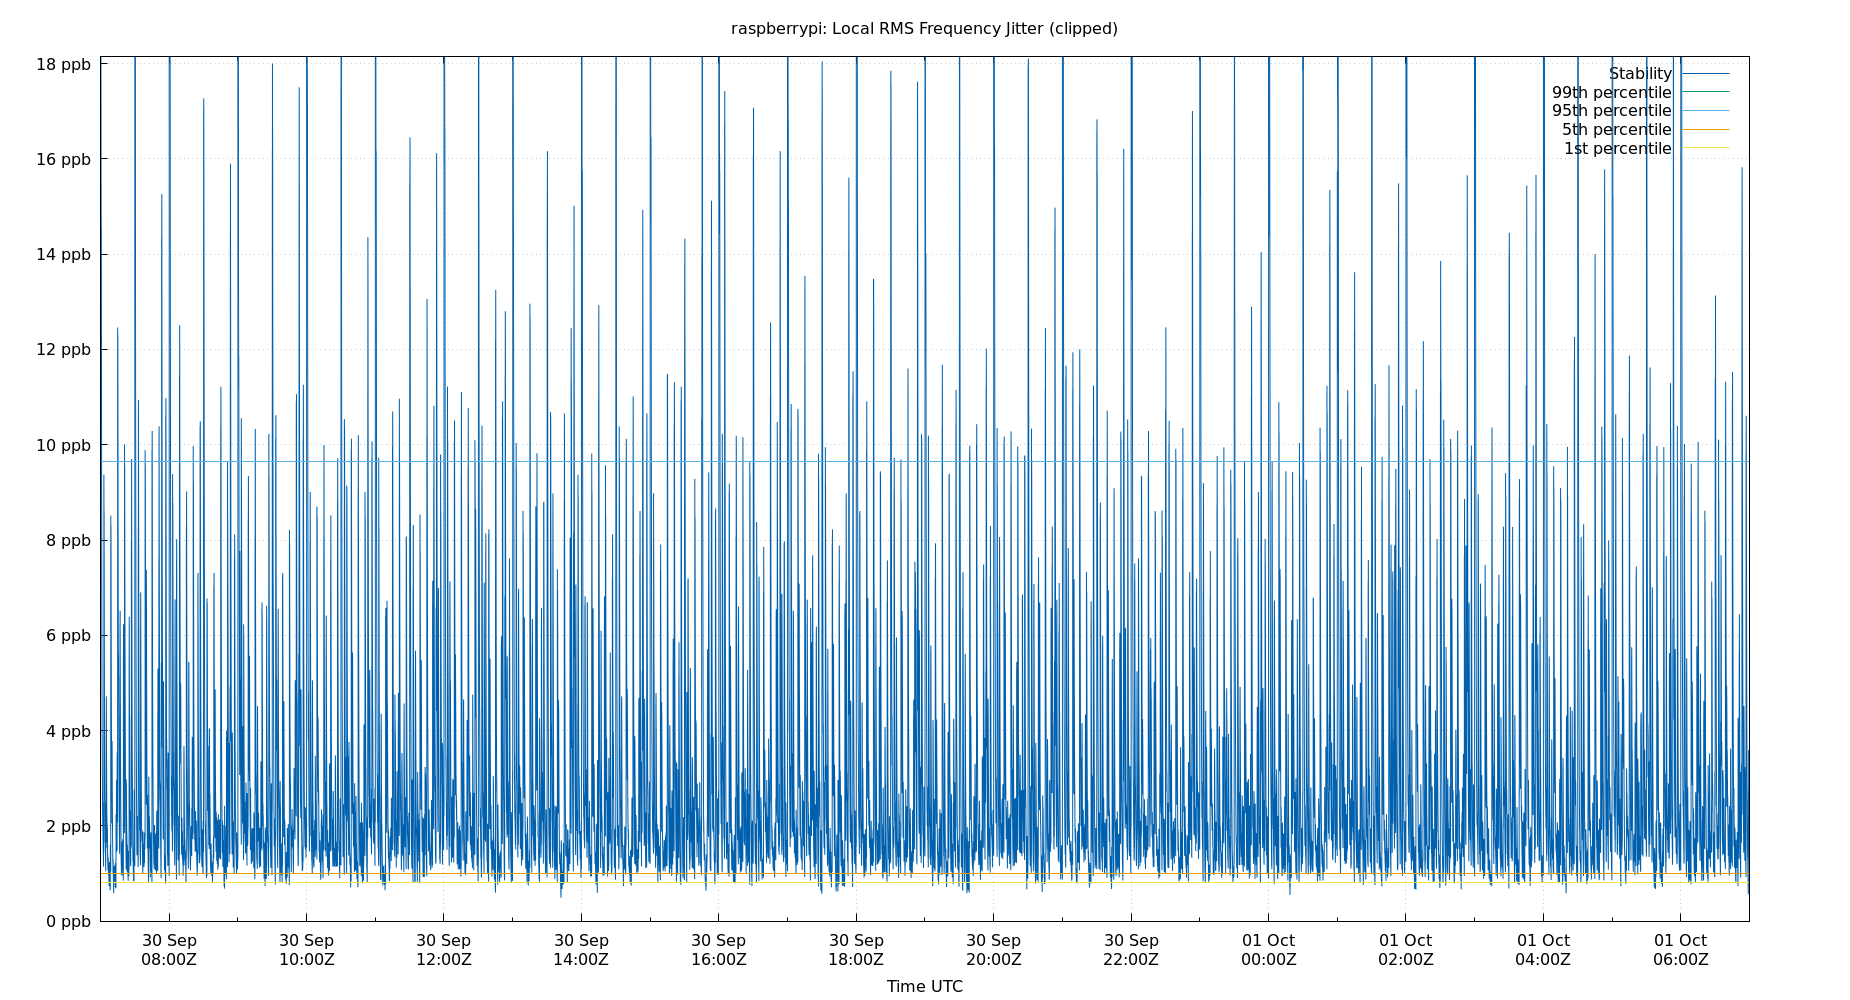 raspberrypi: Local RMS Frequency Jitter (clipped)
18 ppb
16 ppb
14 ppb
12 ppb
10 ppb
8 ppb
6 ppb
4 ppb
2 ppb
0 ppb
Stability
99th percentile
95th percentile
5th percentile
1st percentile
30 Sep 30 Sep 30 Sep 30 Sep 30 Sep 30 Sep 30 Sep 30 Sep 01 Oct 01 Oct 01 Oct 01 Oct
08:00Z 10:00Z 12:00Z 14:00Z 16:00Z 18:00Z 20:00Z 22:00Z 00:00Z 02:00Z 04:00Z 06:00Z
Time UTC